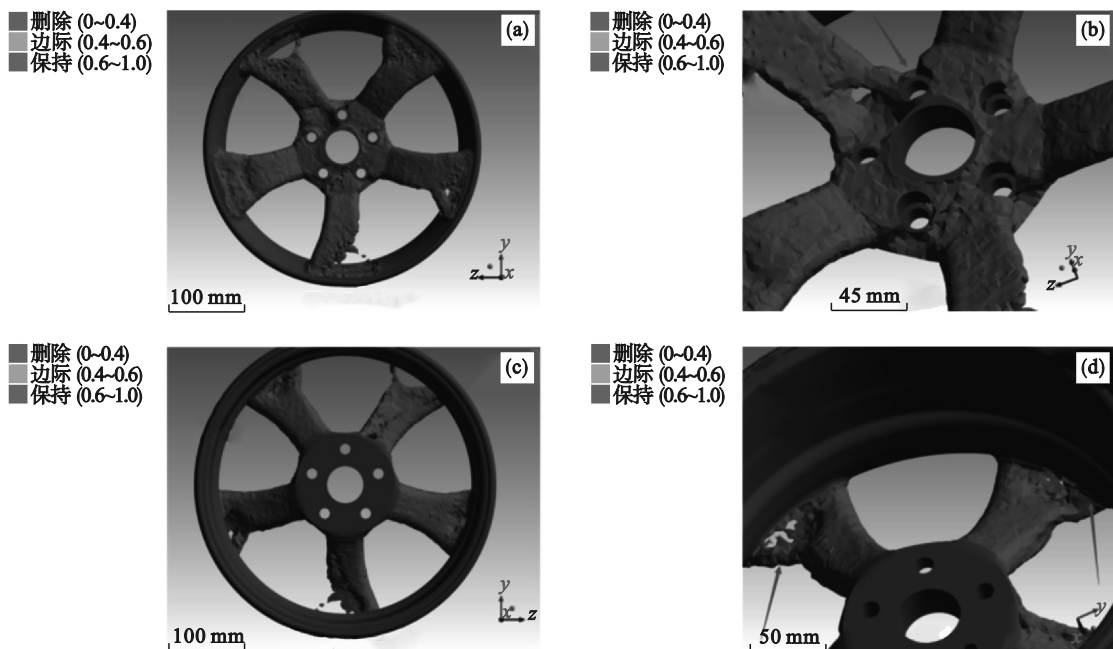 删除 (0~0.4)
边际 (0.4~0.6)
保持 (0.6~1.0)
(a)
y
z
x
100 mm
删除 (0~0.4)
边际 (0.4~0.6)
保持 (0.6~1.0)
(b)
y
x
z
45 mm
删除 (0~0.4)
边际 (0.4~0.6)
保持 (0.6~1.0)
(c)
y
x
z
100 mm
删除 (0~0.4)
边际 (0.4~0.6)
保持 (0.6~1.0)
(d)
y
x
50 mm